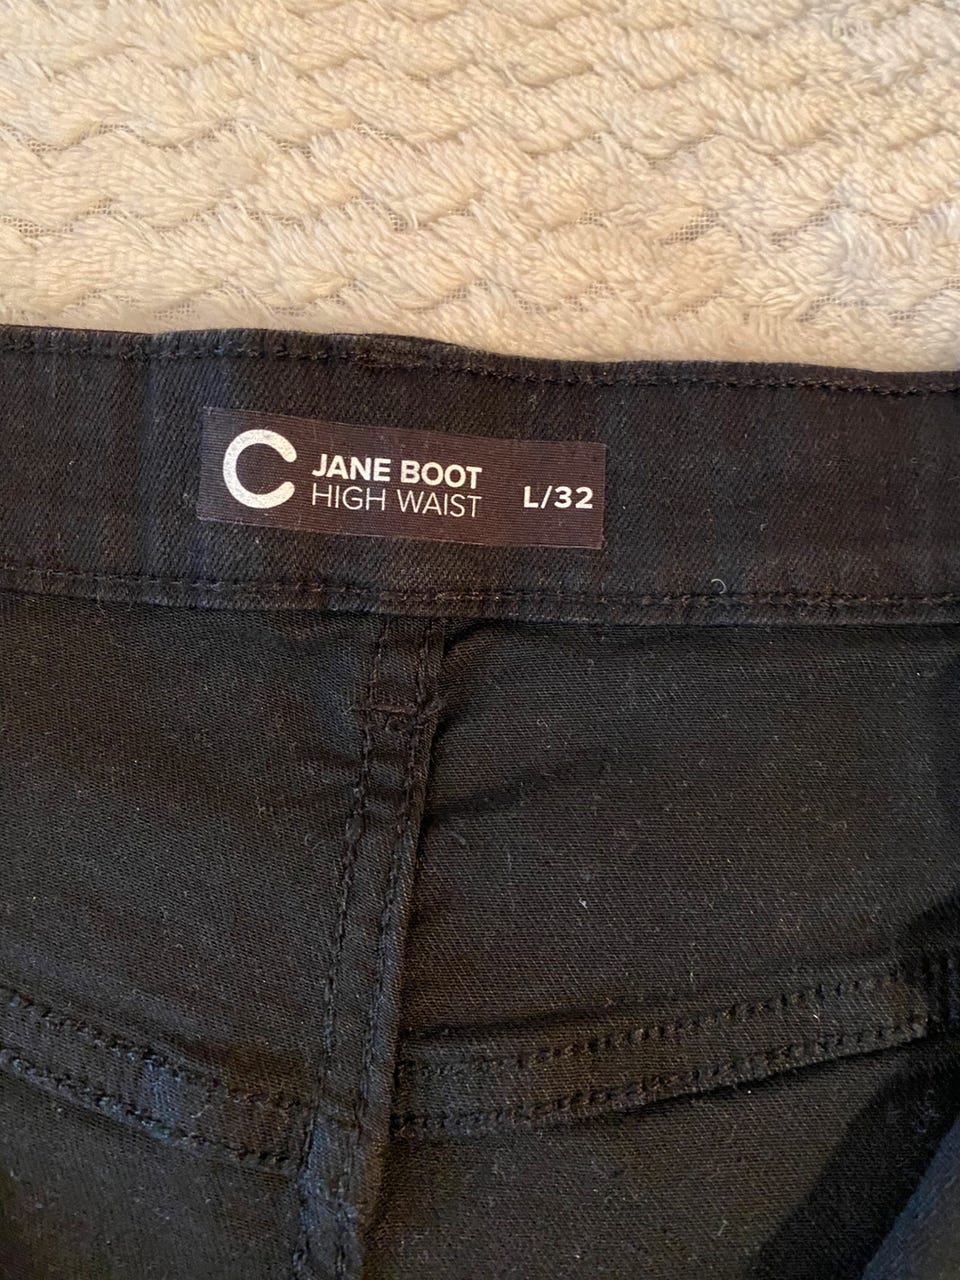 C
JANE BOOT
HIGH WAIST
L/32